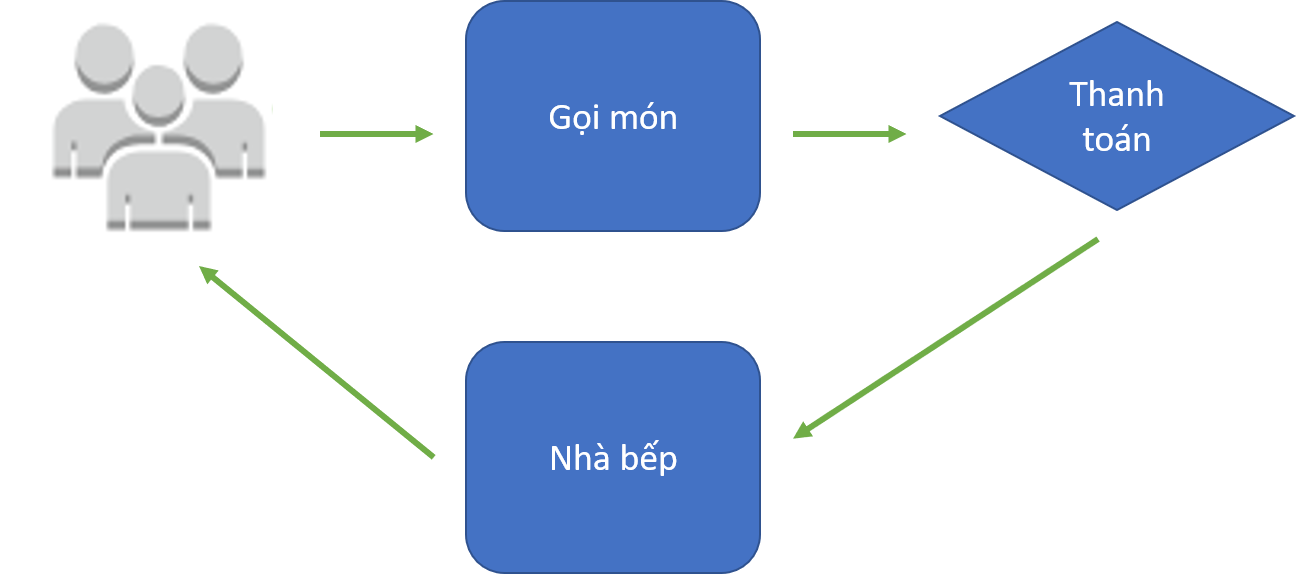 Gọi món
Thanh
toán
Nhà bếp